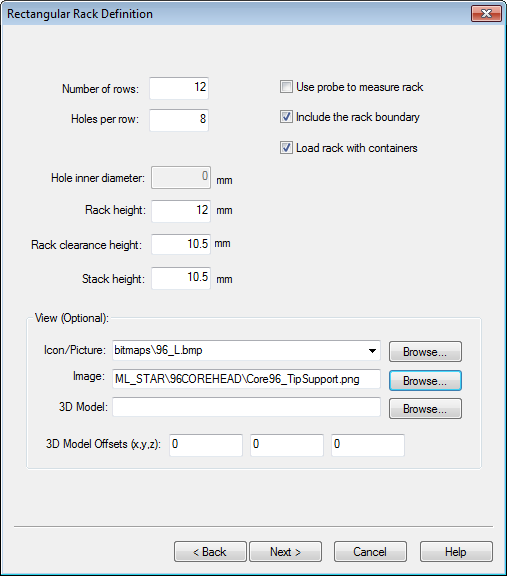 Rectangular Rack Definition
Number of rows: 12
Use probe to measure rack
Holes per row: 8
Include the rack boundary
Load rack with containers
Hole inner diameter: 0 mm
Rack height: 12 mm
Rack clearance height: 10.5 mm
Stack height: 10.5 mm
View (Optional):
Icon/Picture: bitmaps\96_L.bmp Browse...
Image: ML_STAR\96COREHEAD\Core96_TipSupport.png Browse...
3D Model: Browse...
3D Model Offsets (x,y,z): 0 0 0
< Back Next > Cancel Help